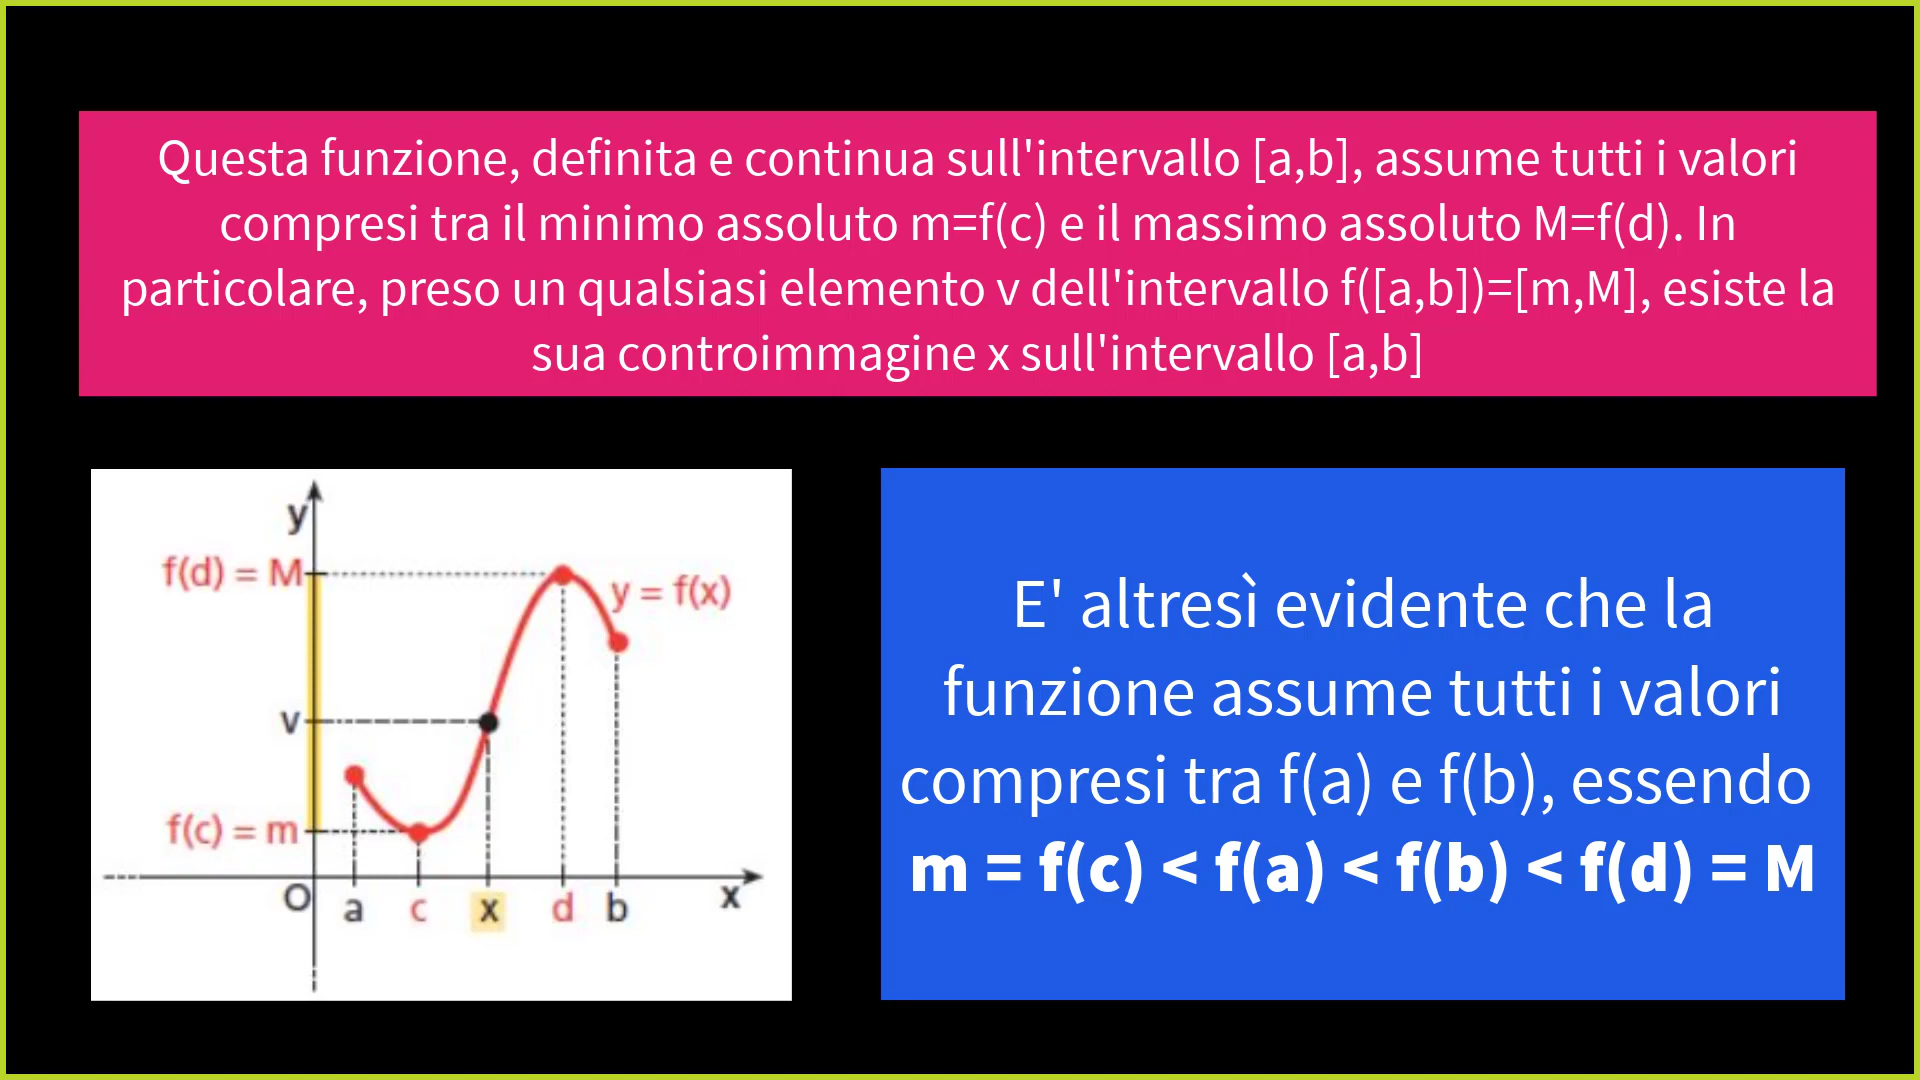 Questa funzione, definita e continua sull'intervallo [a,b], assume tutti i valori
compresi tra il minimo assoluto m=f(c) e il massimo assoluto M=f(d). In
particolare, preso un qualsiasi elemento v dell'intervallo f([a,b])=[m,M], esiste la
sua controimmagine x sull'intervallo [a,b]
y
f(d) = M
y = f(x)
v
f(c) = m
O a c x d b x
E' altresì evidente che la
funzione assume tutti i valori
compresi tra f(a) e f(b), essendo
m = f(c) < f(a) < f(b) < f(d) = M